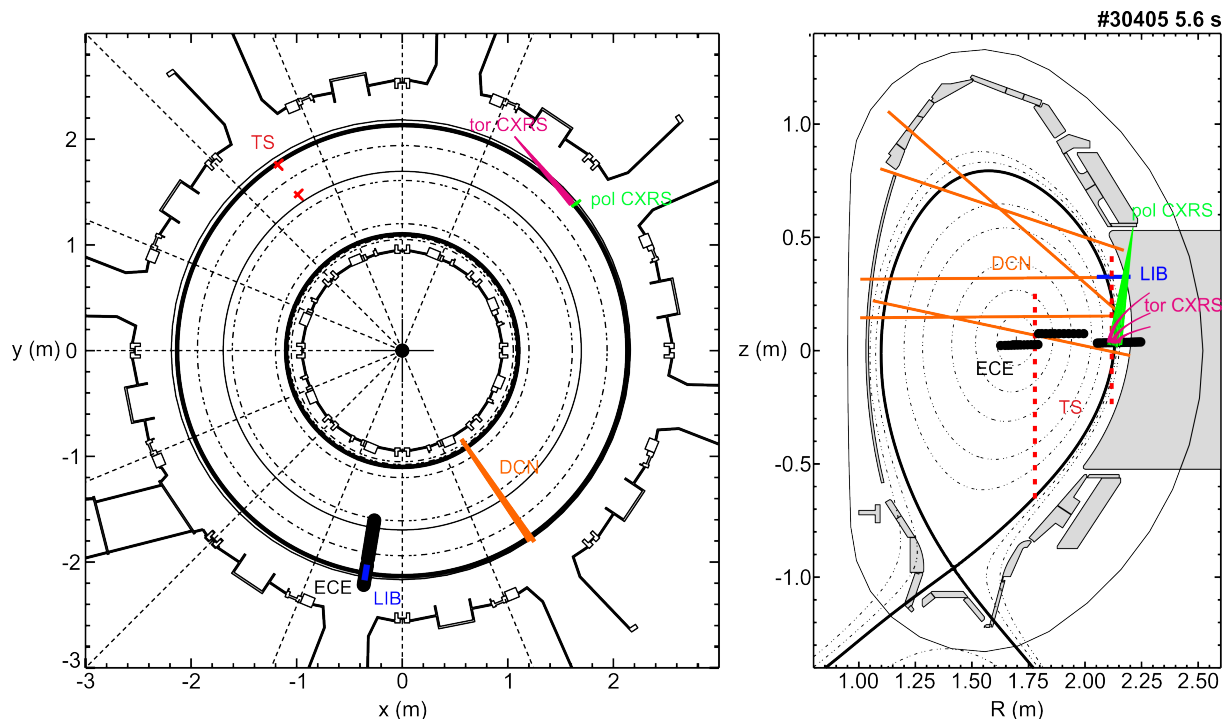 #30405 5.6 s
tor CXRS
TS
pol CXRS
DCN
ECE
LIB
y (m)
2
1
0
-1
-2
-3
-3
-2
-1
0
1
2
x (m)
pol CXRS
DCN
LIB
tor CXRS
ECE
TS
z (m)
1.0
0.5
0
-0.5
-1.0
1.00
1.25
1.50
1.75
2.00
2.25
2.50
R (m)